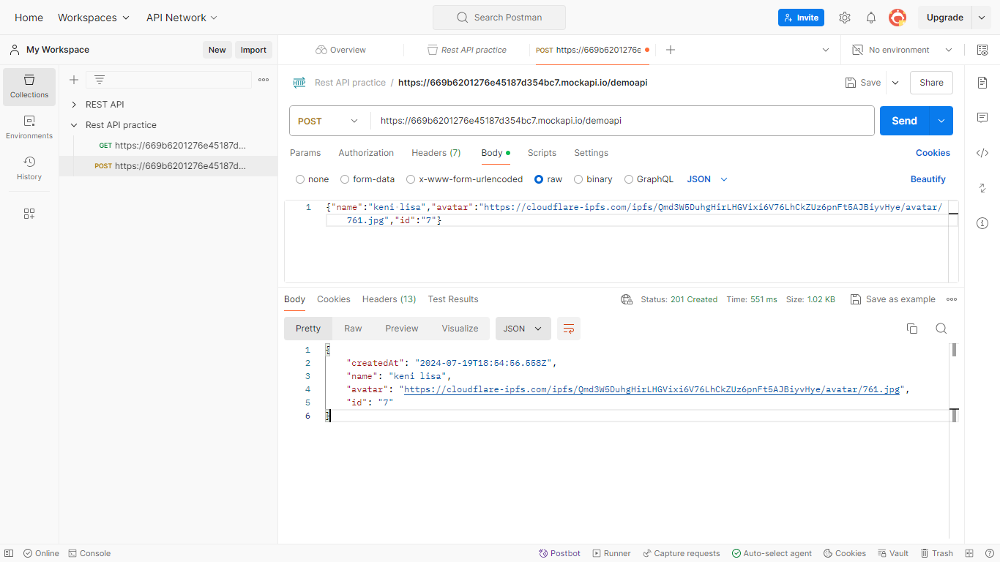 Home Workspaces API Network Search Postman Invite Upgrade
My Workspace New Import Overview Rest API practice POST https://669b6201276e No environment
Collections
Environments
History
REST API
Rest API practice
GET https://669b6201276e45187d...
POST https://669b6201276e45187d...
Rest API practice / https://669b6201276e45187d354bc7.mockapi.io/demoapi Save Share
POST https://669b6201276e45187d354bc7.mockapi.io/demoapi Send
Params Authorization Headers (7) Body Scripts Settings Cookies
none form-data x-www-form-urlencoded raw binary GraphQL JSON Beautify
1 {"name":"keni lisa","avatar":"https://cloudflare-ipfs.com/ipfs/Qmd3W5DuhgHirLHGVixi6V76LhCkZUz6pnFt5AJBiyvHye/avatar/
761.jpg","id":"7"}
Body Cookies Headers (13) Test Results Status: 201 Created Time: 551 ms Size: 1.02 KB Save as example
Pretty Raw Preview Visualize JSON
1 {
2 "createdAt": "2024-07-19T18:54:56.558Z",
3 "name": "keni lisa",
4 "avatar": "https://cloudflare-ipfs.com/ipfs/Qmd3W5DuhgHirLHGVixi6V76LhCkZUz6pnFt5AJBiyvHye/avatar/761.jpg",
5 "id": "7"
6 }
Online Console Postbot Runner Capture requests Auto-select agent Cookies Vault Trash